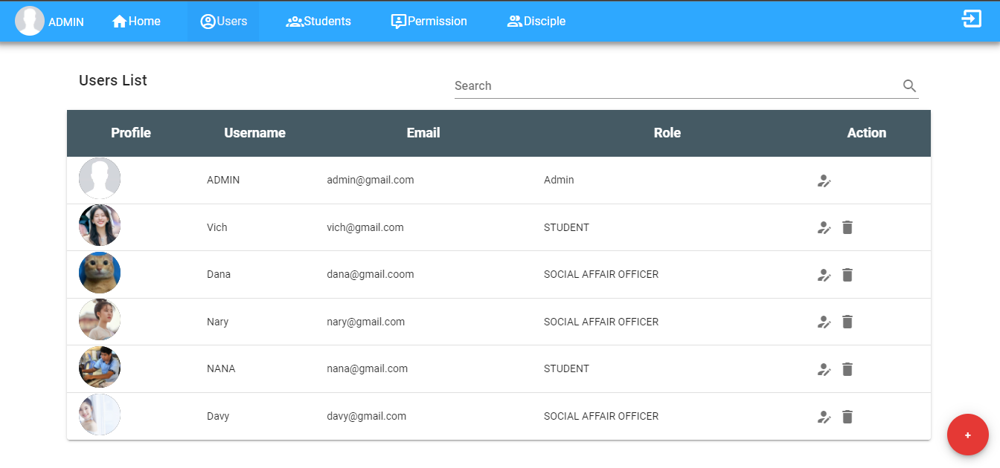 ADMIN Home Users Students Permission Disciple
Users List
Search
Profile Username Email Role Action
ADMIN admin@gmail.com Admin
Vich vich@gmail.com STUDENT
Dana dana@gmail.coom SOCIAL AFFAIR OFFICER
Nary nary@gmail.com SOCIAL AFFAIR OFFICER
NANA nana@gmail.com STUDENT
Davy davy@gmail.com SOCIAL AFFAIR OFFICER
+